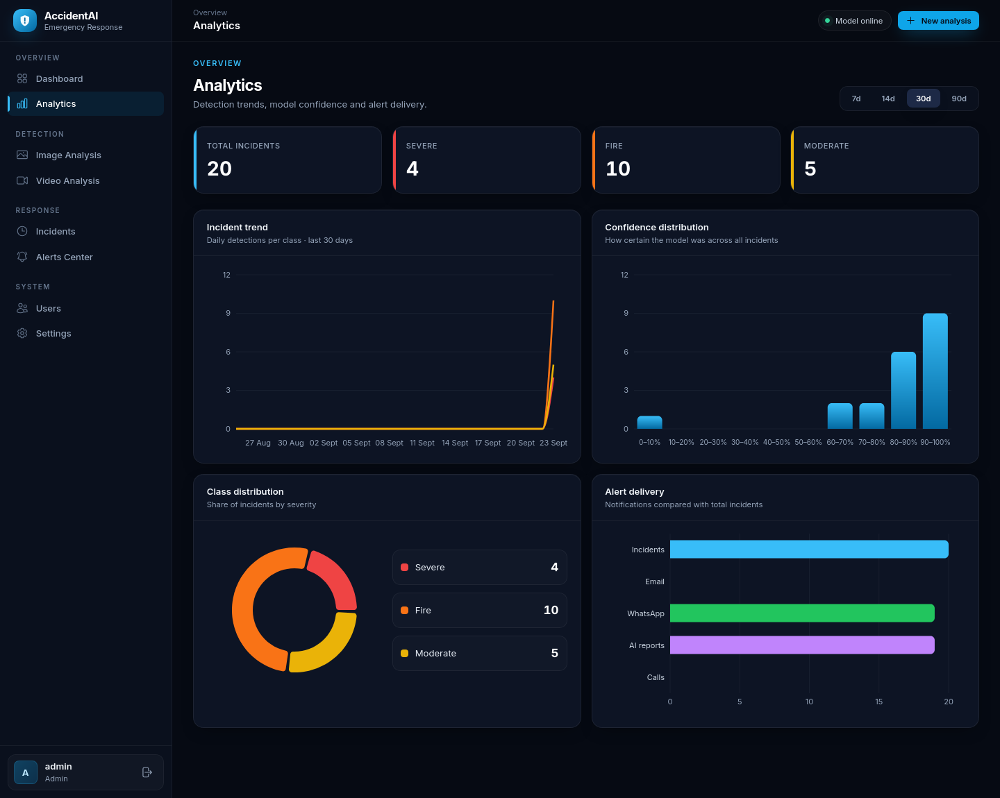 AccidentAI
Emergency Response
OVERVIEW
Dashboard
Analytics
DETECTION
Image Analysis
Video Analysis
RESPONSE
Incidents
Alerts Center
SYSTEM
Users
Settings
A
admin
Admin
Overview
Analytics
Model online
New analysis
OVERVIEW
Analytics
Detection trends, model confidence and alert delivery.
7d 14d 30d 90d
TOTAL INCIDENTS
20
SEVERE
4
FIRE
10
MODERATE
5
Incident trend
Daily detections per class · last 30 days
12
9
6
3
0
27 Aug 30 Aug 02 Sept 05 Sept 08 Sept 11 Sept 14 Sept 17 Sept 20 Sept 23 Sept
Confidence distribution
How certain the model was across all incidents
12
9
6
3
0
0–10% 10–20% 20–30% 30–40% 40–50% 50–60% 60–70% 70–80% 80–90% 90–100%
Class distribution
Share of incidents by severity
Severe 4
Fire 10
Moderate 5
Alert delivery
Notifications compared with total incidents
Incidents
Email
WhatsApp
AI reports
Calls
0 5 10 15 20